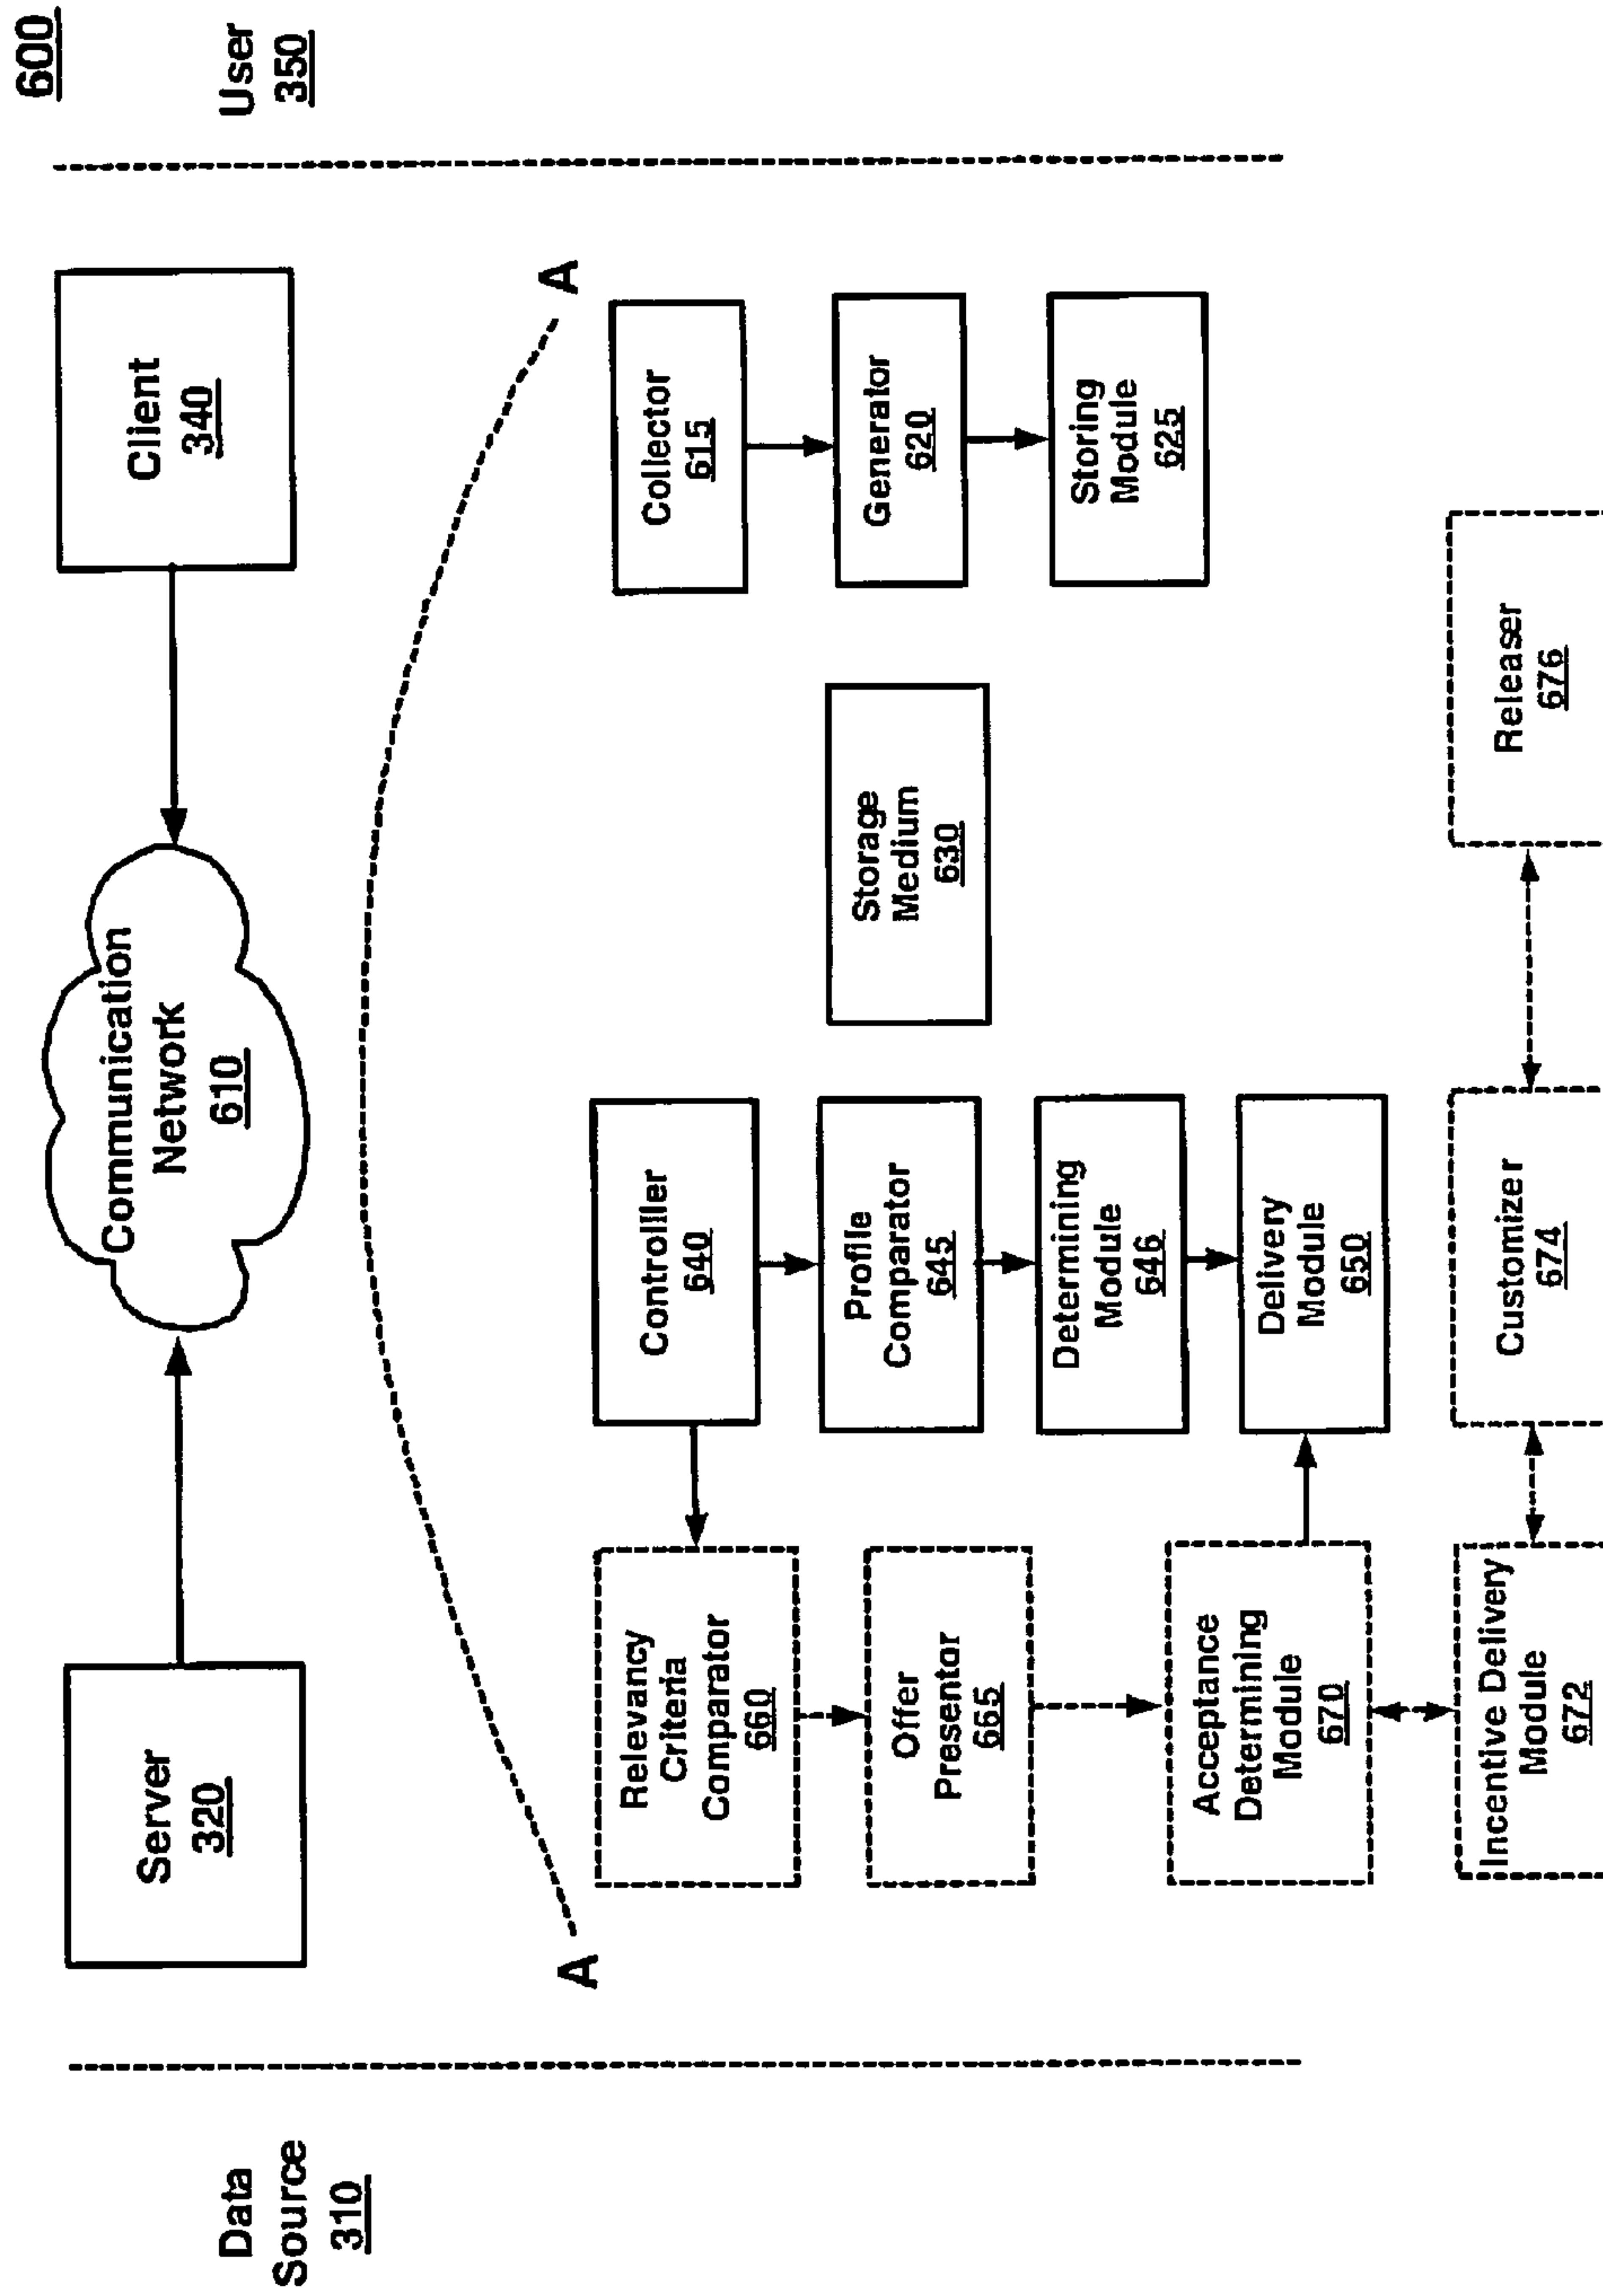 600
Data
Source
310
User
350
Server
320
Communication
Network
610
Client
340
A
A
Relevancy
Criteria
Comparator
660
Controller
640
Collector
615
Offer
Presentor
665
Profile
Comparator
645
Storage
Medium
630
Generator
620
Acceptance
Determining
Module
670
Determining
Module
646
Storing
Module
625
Delivery
Module
650
Incentive Delivery
Module
672
Customizer
674
Releaser
676